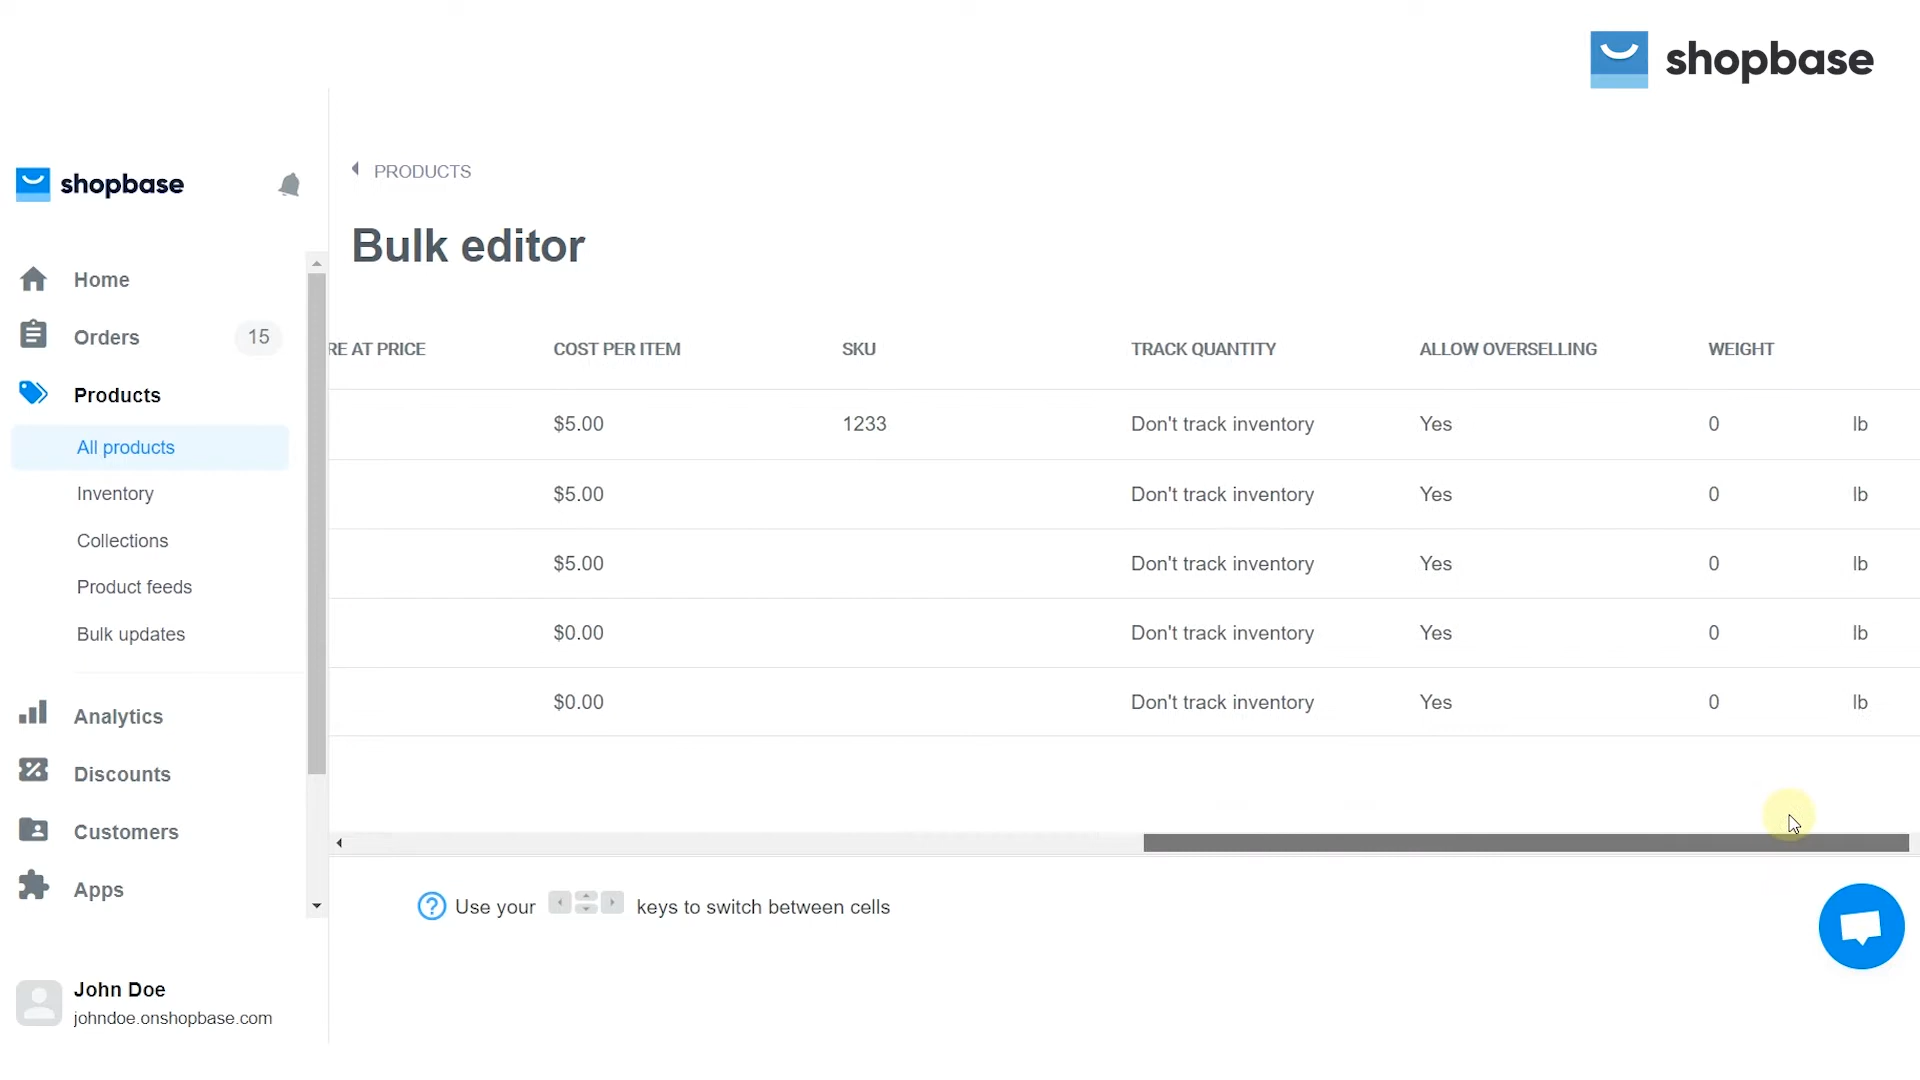 shopbase
shopbase
Home
Orders 15
Products
All products
Inventory
Collections
Product feeds
Bulk updates
Analytics
Discounts
Customers
Apps
John Doe
johndoe.onshopbase.com
PRODUCTS
Bulk editor
RE AT PRICE COST PER ITEM SKU TRACK QUANTITY ALLOW OVERSELLING WEIGHT
$5.00 1233 Don't track inventory Yes 0 lb
$5.00 Don't track inventory Yes 0 lb
$5.00 Don't track inventory Yes 0 lb
$0.00 Don't track inventory Yes 0 lb
$0.00 Don't track inventory Yes 0 lb
Use your keys to switch between cells